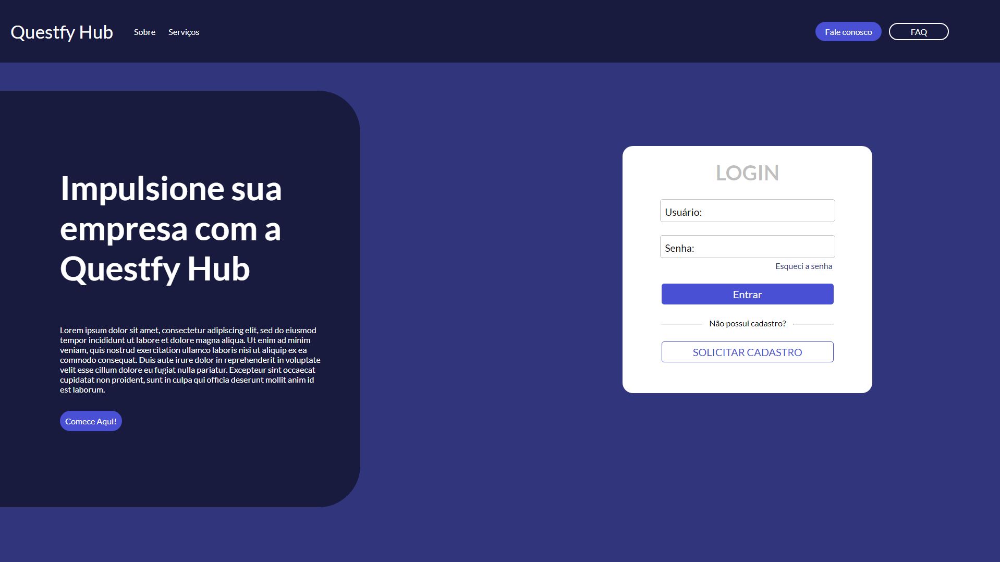 Questfy Hub
Sobre
Serviços
Fale conosco
FAQ
Impulsione sua
empresa com a
Questfy Hub
Lorem ipsum dolor sit amet, consectetur adipiscing elit, sed do eiusmod
tempor incididunt ut labore et dolore magna aliqua. Ut enim ad minim
veniam, quis nostrud exercitation ullamco laboris nisi ut aliquip ex ea
commodo consequat. Duis aute irure dolor in reprehenderit in voluptate
velit esse cillum dolore eu fugiat nulla pariatur. Excepteur sint occaecat
cupidatat non proident, sunt in culpa qui officia deserunt mollit anim id
est laborum.
Comece Aqui!
LOGIN
Usuário:
Senha:
Esqueci a senha
Entrar
Não possui cadastro?
SOLICITAR CADASTRO